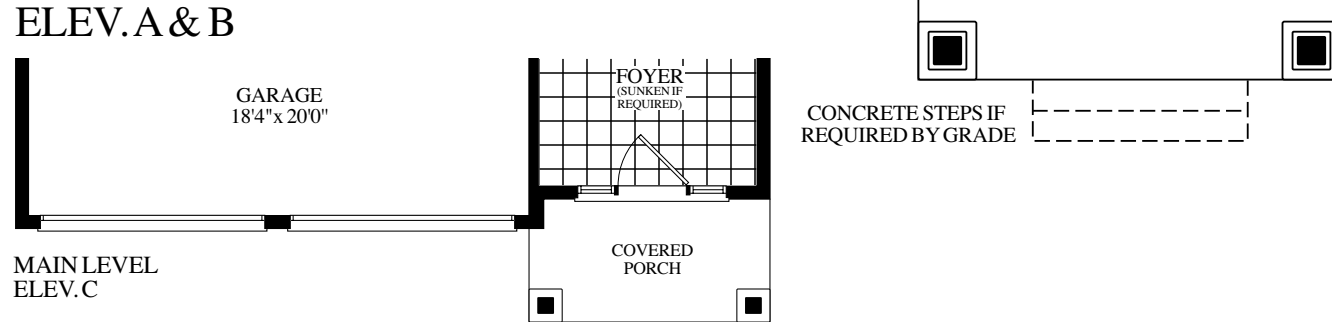 ELEV. A & B
GARAGE
18'4"x 20'0"
FOYER
(SUNKEN IF
REQUIRED)
CONCRETE STEPS IF
REQUIRED BY GRADE
COVERED
PORCH
MAIN LEVEL
ELEV. C